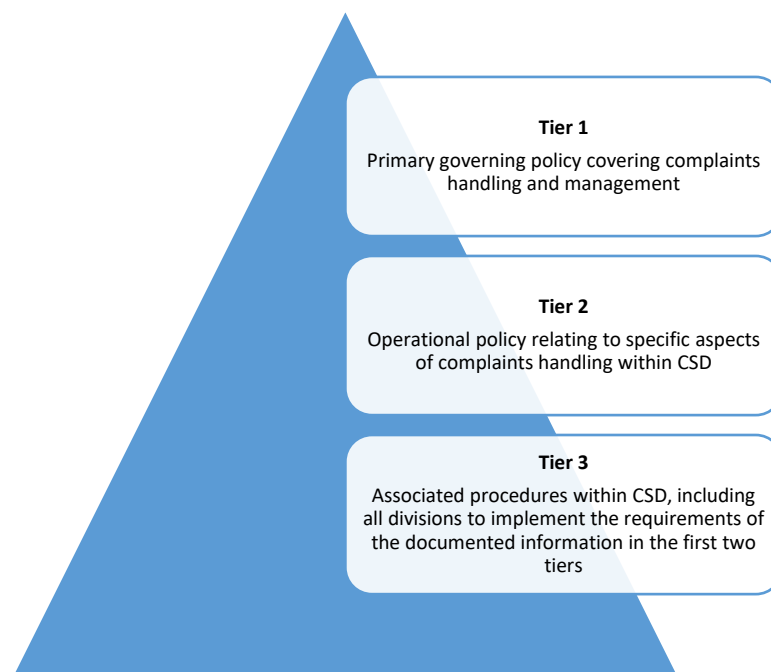 Tier 1
Primary governing policy covering complaints
handling and management
Tier 2
Operational policy relating to specific aspects
of complaints handling within CSD
Tier 3
Associated procedures within CSD, including
all divisions to implement the requirements of
the documented information in the first two
tiers